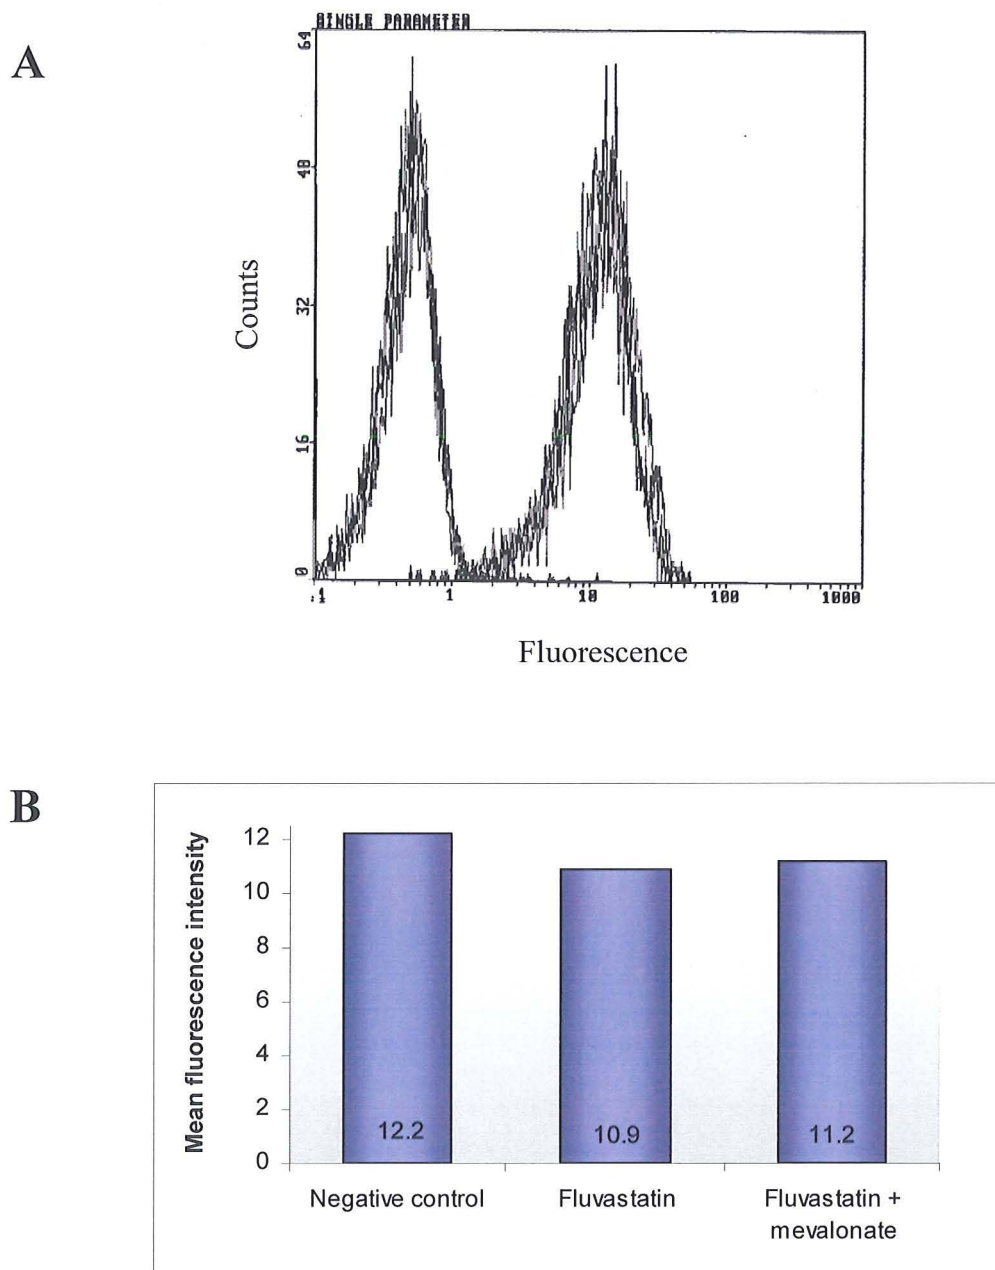 A
SINGLE PARAMETER
64
48
32
16
0
Counts
.1 1 10 100 1000
Fluorescence
B
Mean fluorescence intensity
12
10
8
6
4
2
0
12.2 10.9 11.2
Negative control Fluvastatin Fluvastatin +
mevalonate